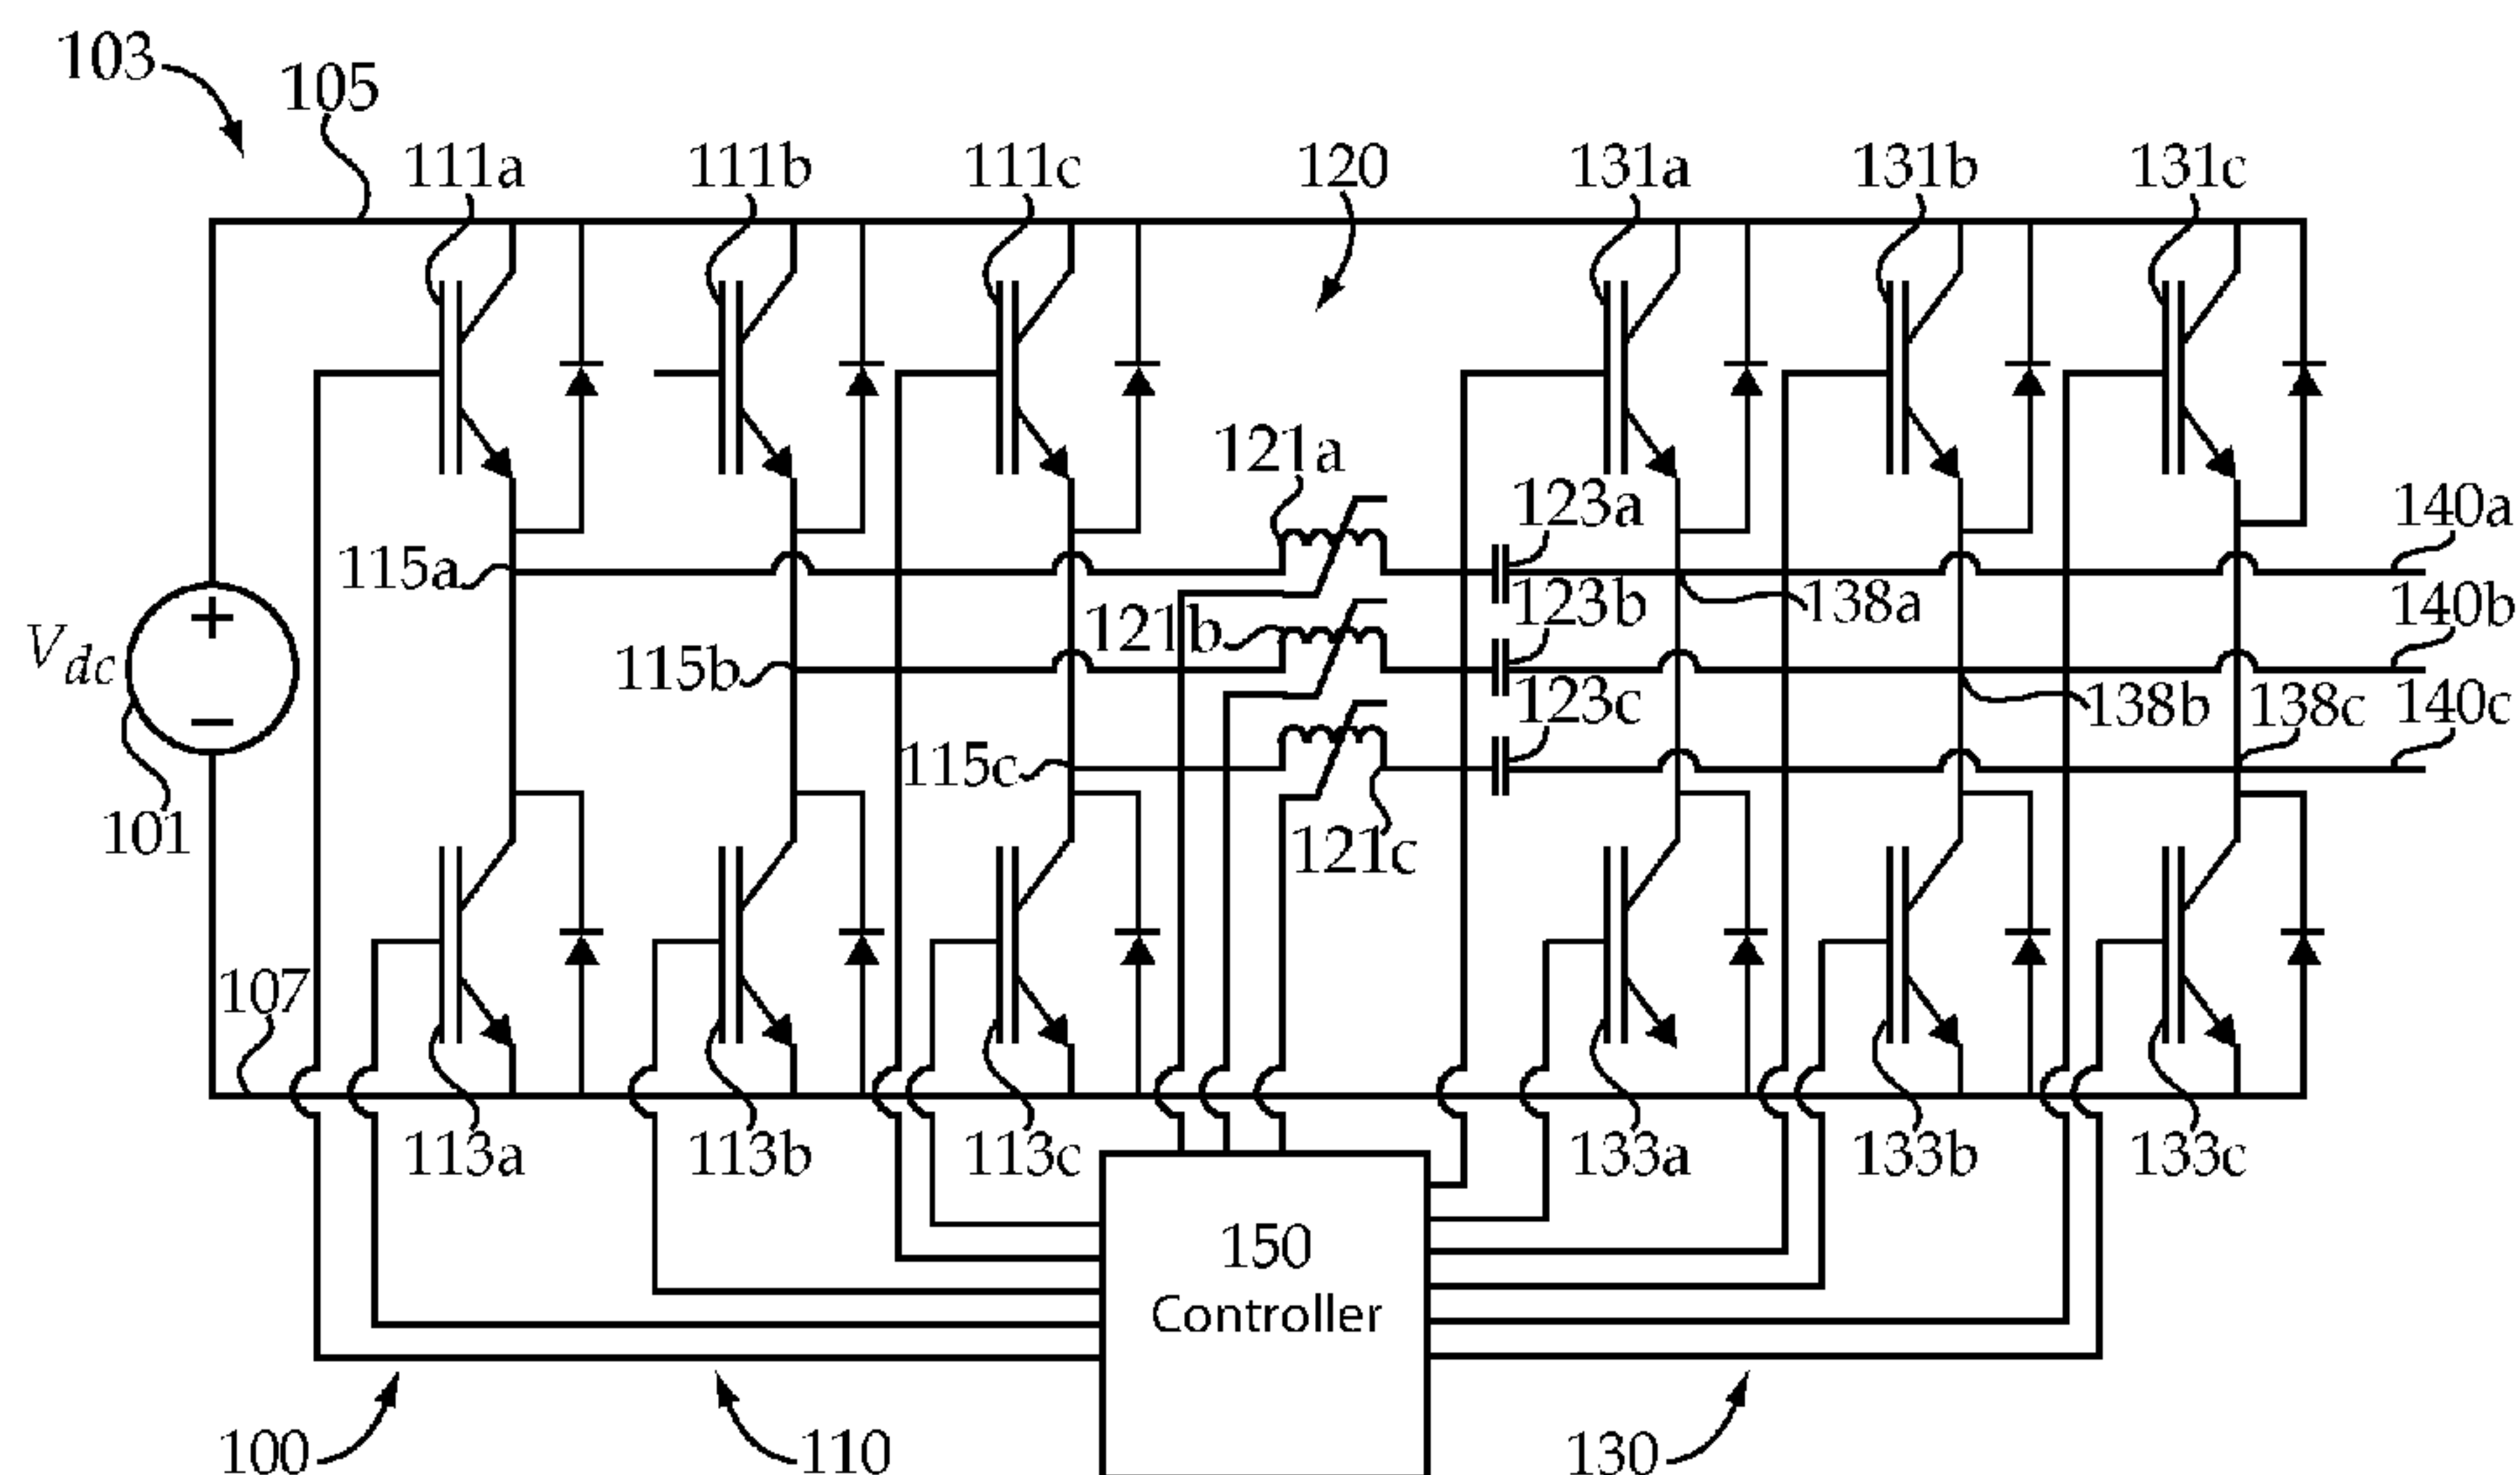 103
105
111a 111b 111c 120 131a 131b 131c
121a
123a
140a
115a
138a
121b
123b
140b
+
V dc
−
115b
123c
138b
138c
140c
115c
101
121c
107
113a 113b 113c 133a 133b 133c
150
Controller
100
110
130